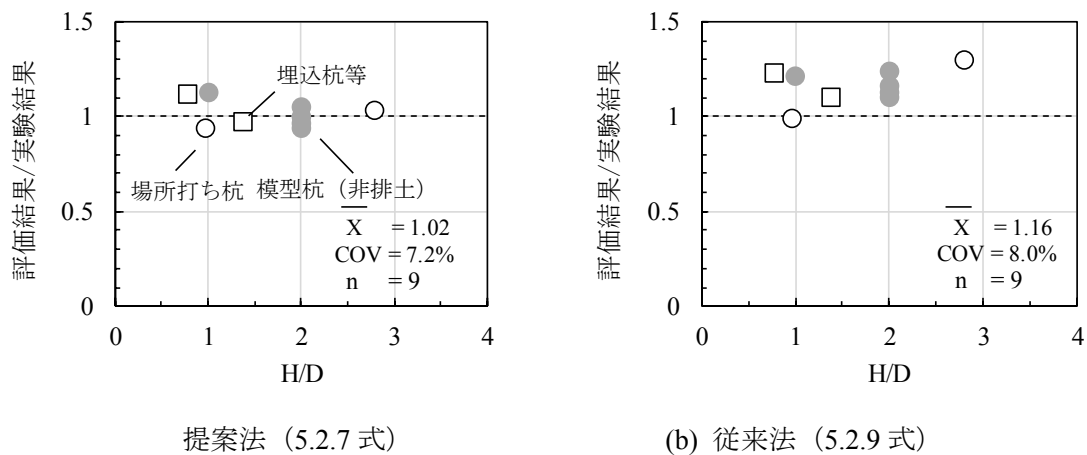 1.5
1
0.5
0
評価結果/実験結果
埋込杭等
場所打ち杭
模型杭（非排土）
X = 1.02
COV = 7.2%
n = 9
0 1 2 3 4
H/D
提案法（5.2.7 式）
1.5
1
0.5
0
評価結果/実験結果
X = 1.16
COV = 8.0%
n = 9
0 1 2 3 4
H/D
(b) 従来法（5.2.9 式）